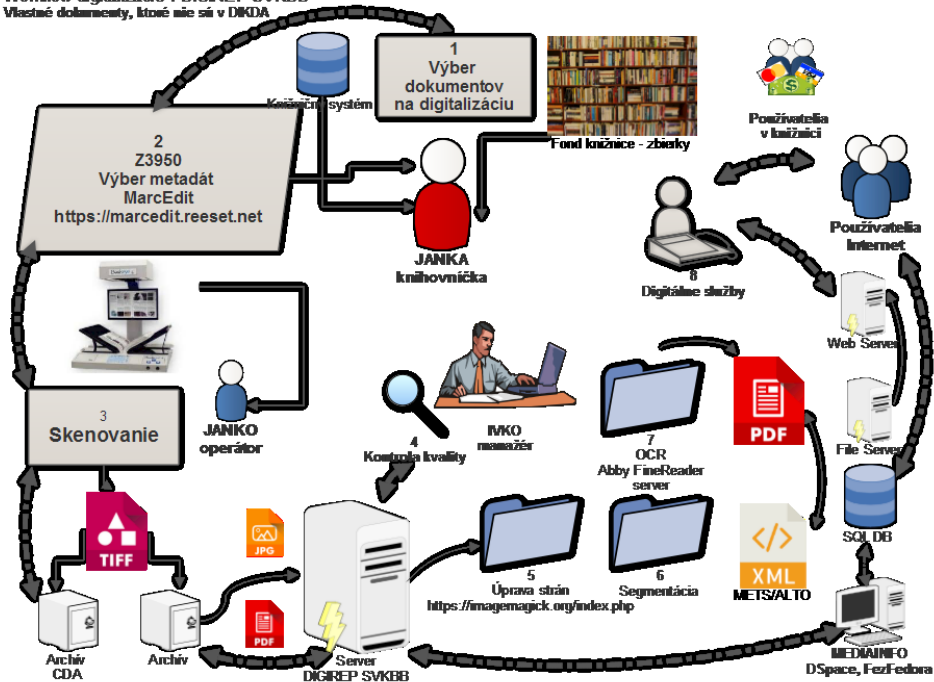 Vlastné dokumenty, ktoré nie sú v DIKDA
1
Výber
dokumentov
na digitalizáciu
Knižničný systém
2
Z3950
Výber metadát
MarcEdit
https://marcedit.reeset.net
Fond knižnice - zbierky
JANKA
knihovníčka
Používatelia
v knižnici
Používatelia
Internet
8
Digitálne služby
Web Server
File Server
SQL DB
3
Skenovanie
JANKO
operátor
4
Kontrola kvality
IVKO
manažér
7
OCR
Abby FineReader
server
PDF
</>
XML
METS/ALTO
TIFF
JPG
PDF
5
Úprava strán
https://imagemagick.org/index.php
6
Segmentácia
Archív
CDA
Archív
Server
DIGIREP SVKBB
MEDIAINFO
DSpace, FezFedora